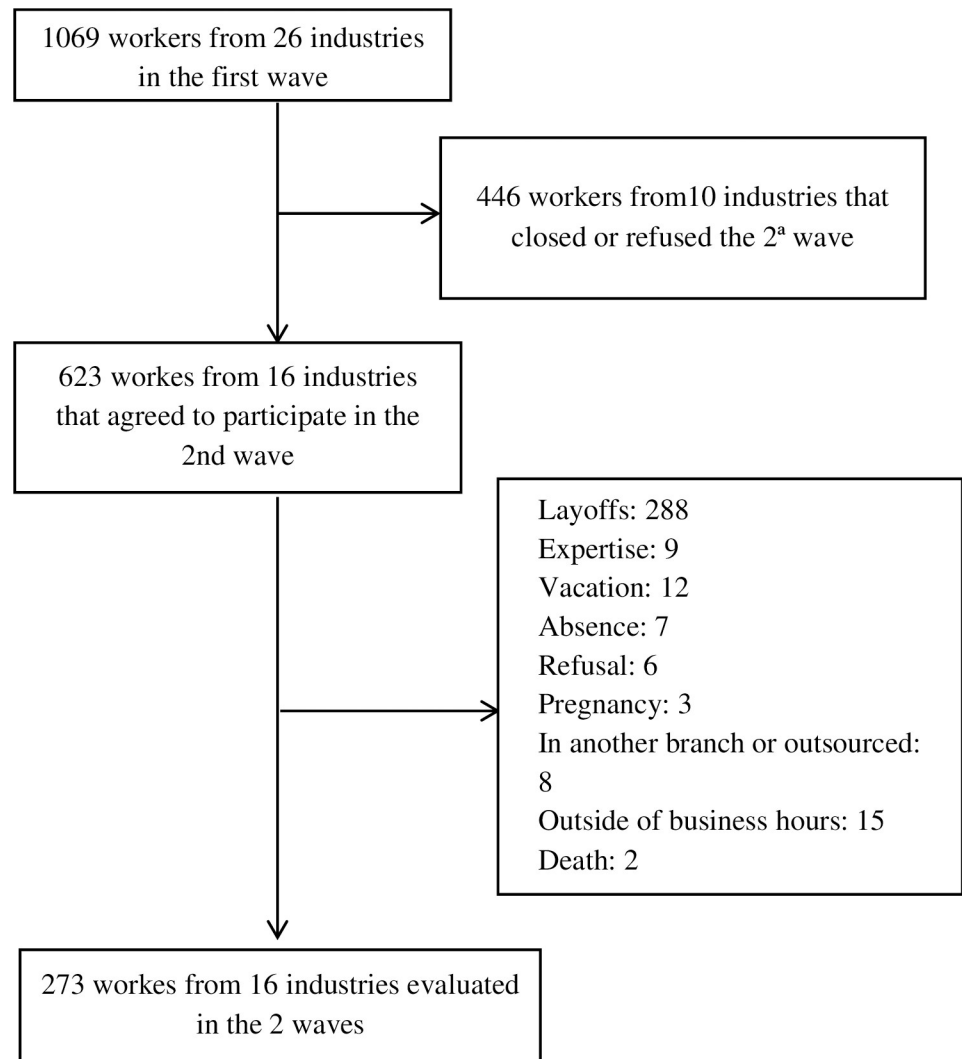 1069 workers from 26 industries
in the first wave
446 workers from10 industries that
closed or refused the 2ª wave
623 workes from 16 industries
that agreed to participate in the
2nd wave
Layoffs: 288
Expertise: 9
Vacation: 12
Absence: 7
Refusal: 6
Pregnancy: 3
In another branch or outsourced:
8
Outside of business hours: 15
Death: 2
273 workes from 16 industries evaluated
in the 2 waves